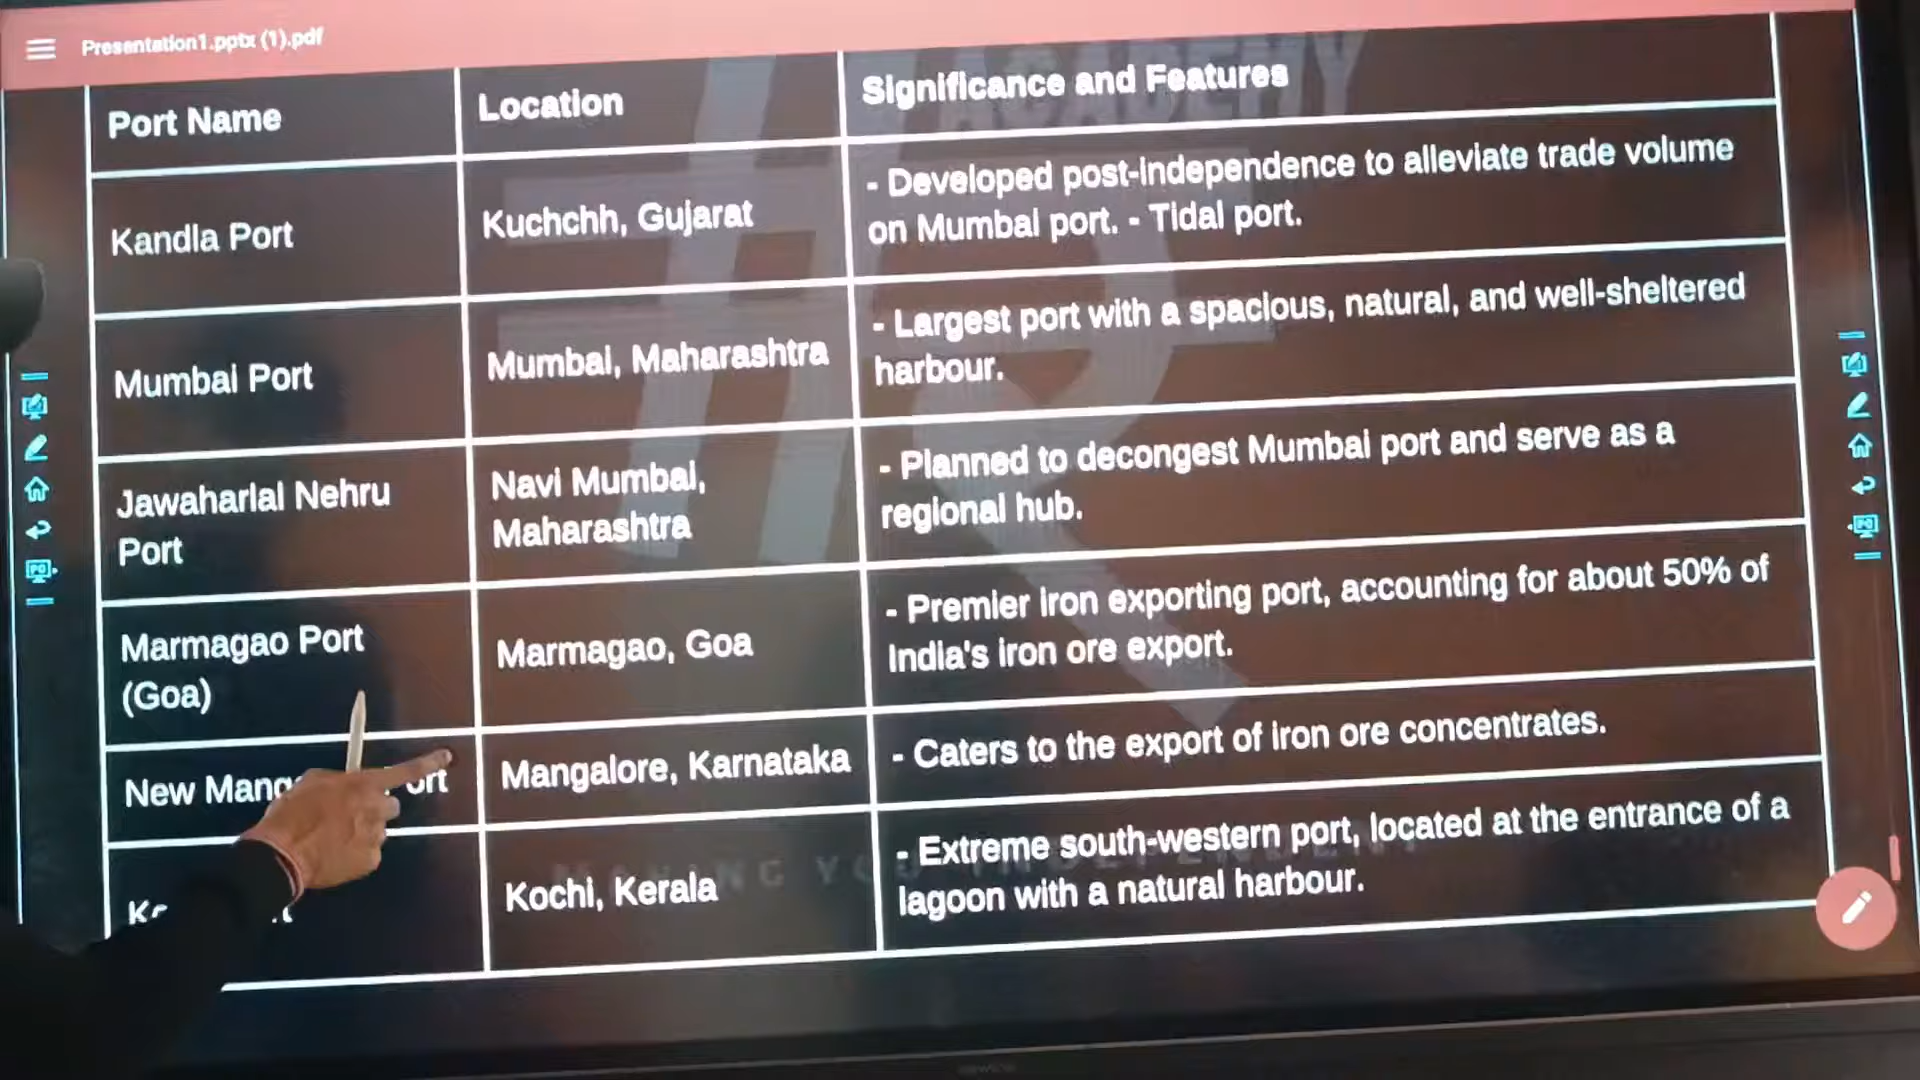 Presentation1.pptx (1).pdf
Port Name
Location
Significance and Features
Kandla Port
Kuchchh, Gujarat
- Developed post-independence to alleviate trade volume
on Mumbai port. - Tidal port.
Mumbai Port
Mumbai, Maharashtra
- Largest port with a spacious, natural, and well-sheltered
harbour.
Jawaharlal Nehru
Port
Navi Mumbai,
Maharashtra
- Planned to decongest Mumbai port and serve as a
regional hub.
Marmagao Port
(Goa)
Marmagao, Goa
- Premier iron exporting port, accounting for about 50% of
India's iron ore export.
New
Mangalore, Karnataka
- Caters to the export of iron ore concentrates.
Kochi, Kerala
- Extreme south-western port, located at the entrance of a
lagoon with a natural harbour.
ACADEMY